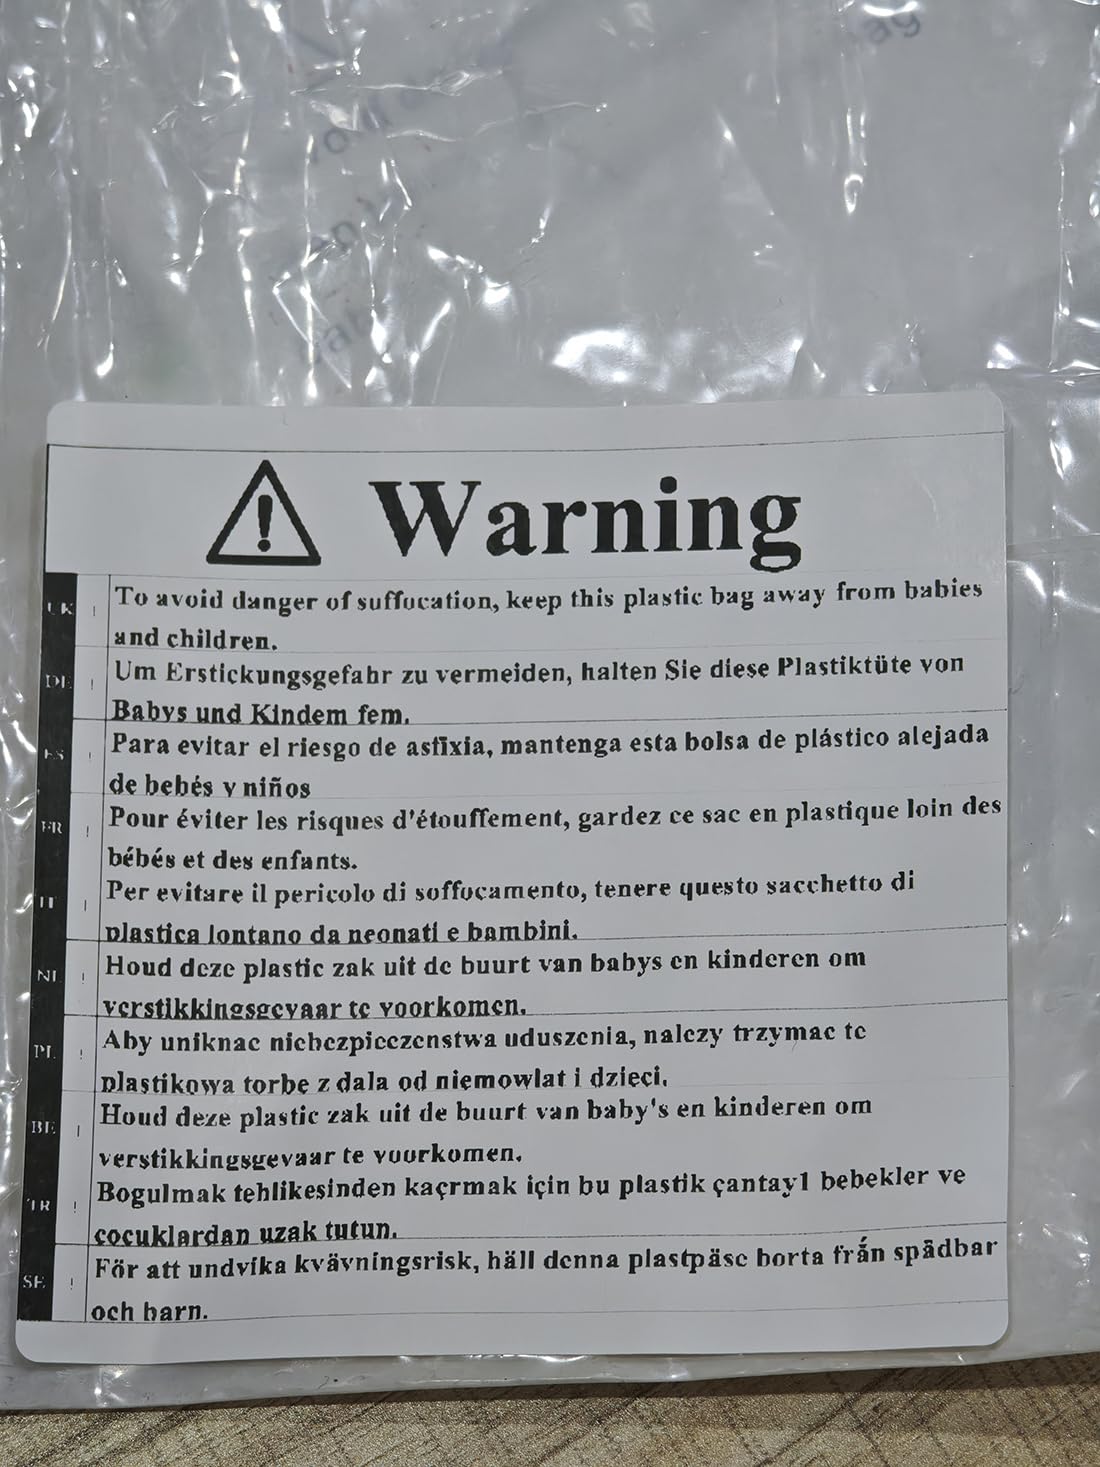 Warning
UK ! To avoid danger of suffocation, keep this plastic bag away from babies
and children.
DE ! Um Erstickungsgefahr zu vermeiden, halten Sie diese Plastiktüte von
Babys und Kindem fem.
ES ! Para evitar el riesgo de asfixia, mantenga esta bolsa de plástico alejada
de bebés y niños
FR ! Pour éviter les risques d'étouffement, gardez ce sac en plastique loin des
bébés et des enfants.
IT ! Per evitare il pericolo di soffocamento, tenere questo sacchetto di
plastica lontano da neonati e bambini.
NL ! Houd deze plastic zak uit de buurt van babys en kinderen om
verstikkingsgevaar te voorkomen.
PL ! Aby uniknac niebezpieczenstwa uduszenia, nalezy trzymac te
plastikowa torbe z dala od niemowlat i dzieci.
BE ! Houd deze plastic zak uit de buurt van baby's en kinderen om
verstikkingsgevaar te voorkomen.
TR ! Bogulmak tehlikesinden kaçrmak için bu plastik çantay1 bebekler ve
çocuklardan uzak tutun.
SE ! För att undvika kvävningsrisk, häll denna plastpäse borta från spädbar
och barn.